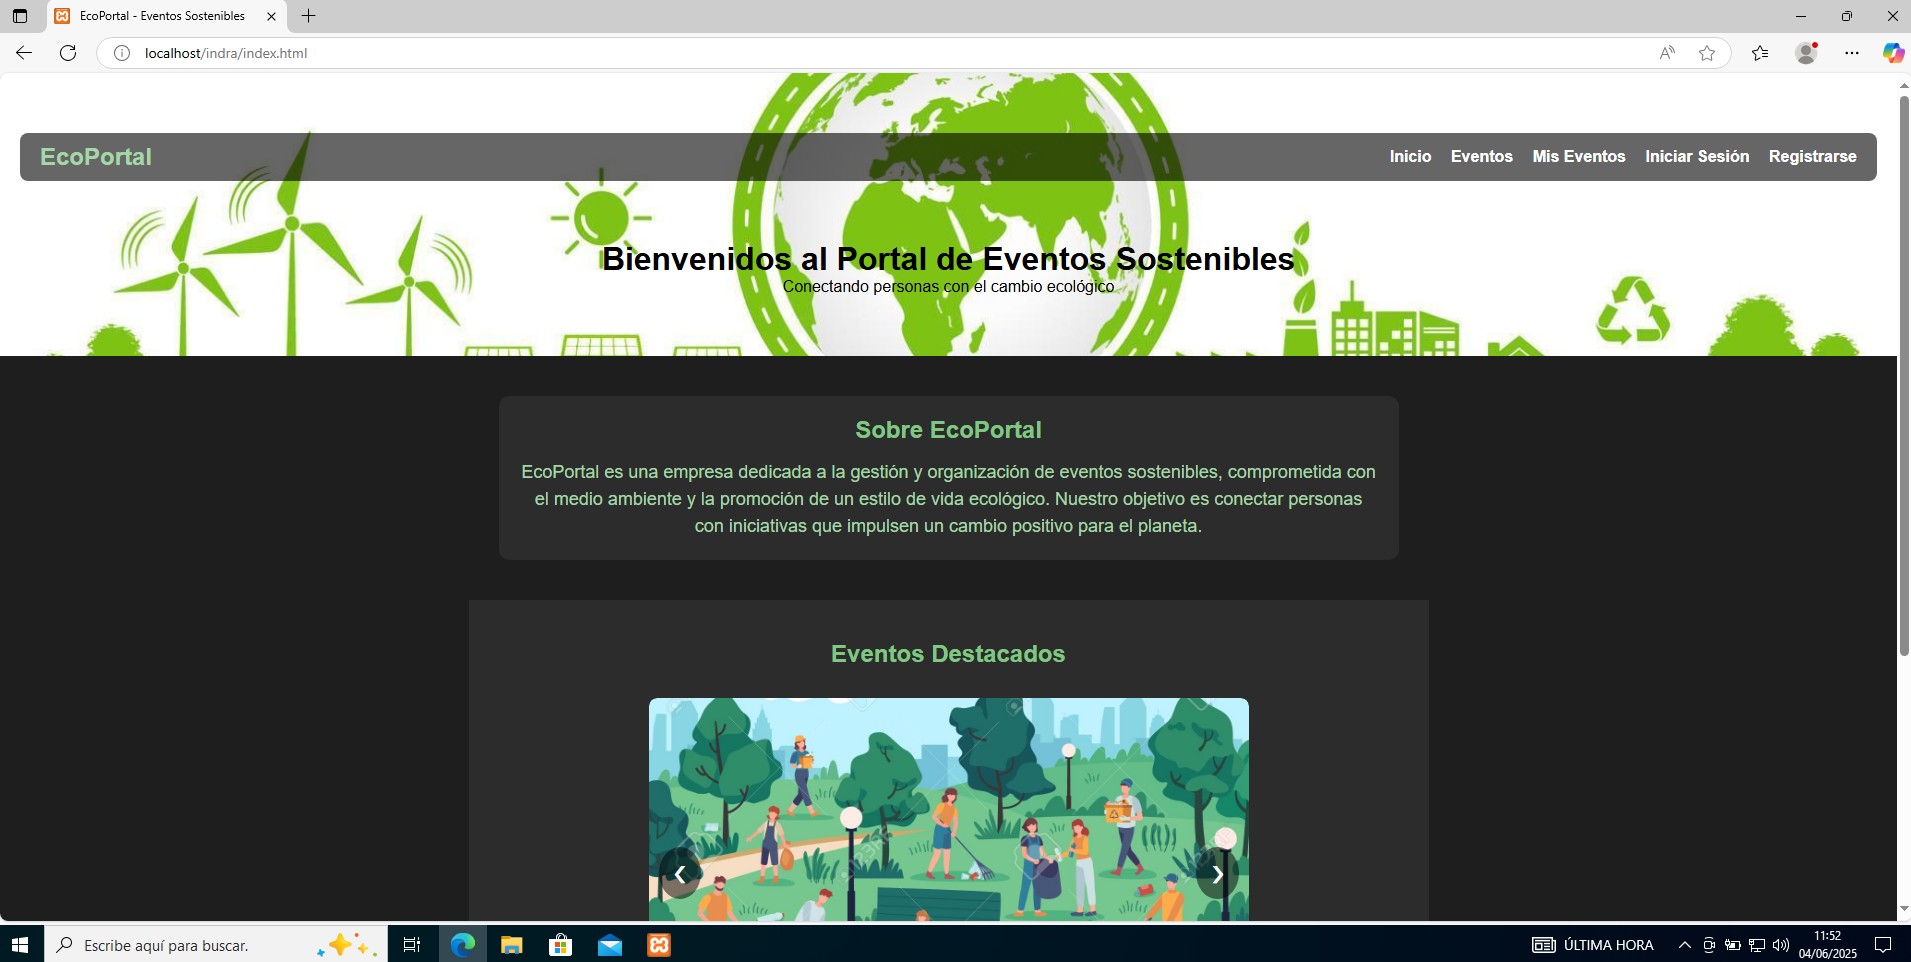 EcoPortal - Eventos Sostenibles
localhost/indra/index.html
EcoPortal
Inicio Eventos Mis Eventos Iniciar Sesión Registrarse
Bienvenidos al Portal de Eventos Sostenibles
Conectando personas con el cambio ecológico
Sobre EcoPortal
EcoPortal es una empresa dedicada a la gestión y organización de eventos sostenibles, comprometida con
el medio ambiente y la promoción de un estilo de vida ecológico. Nuestro objetivo es conectar personas
con iniciativas que impulsen un cambio positivo para el planeta.
Eventos Destacados
Escribe aquí para buscar.
ÚLTIMA HORA
11:52
04/06/2025